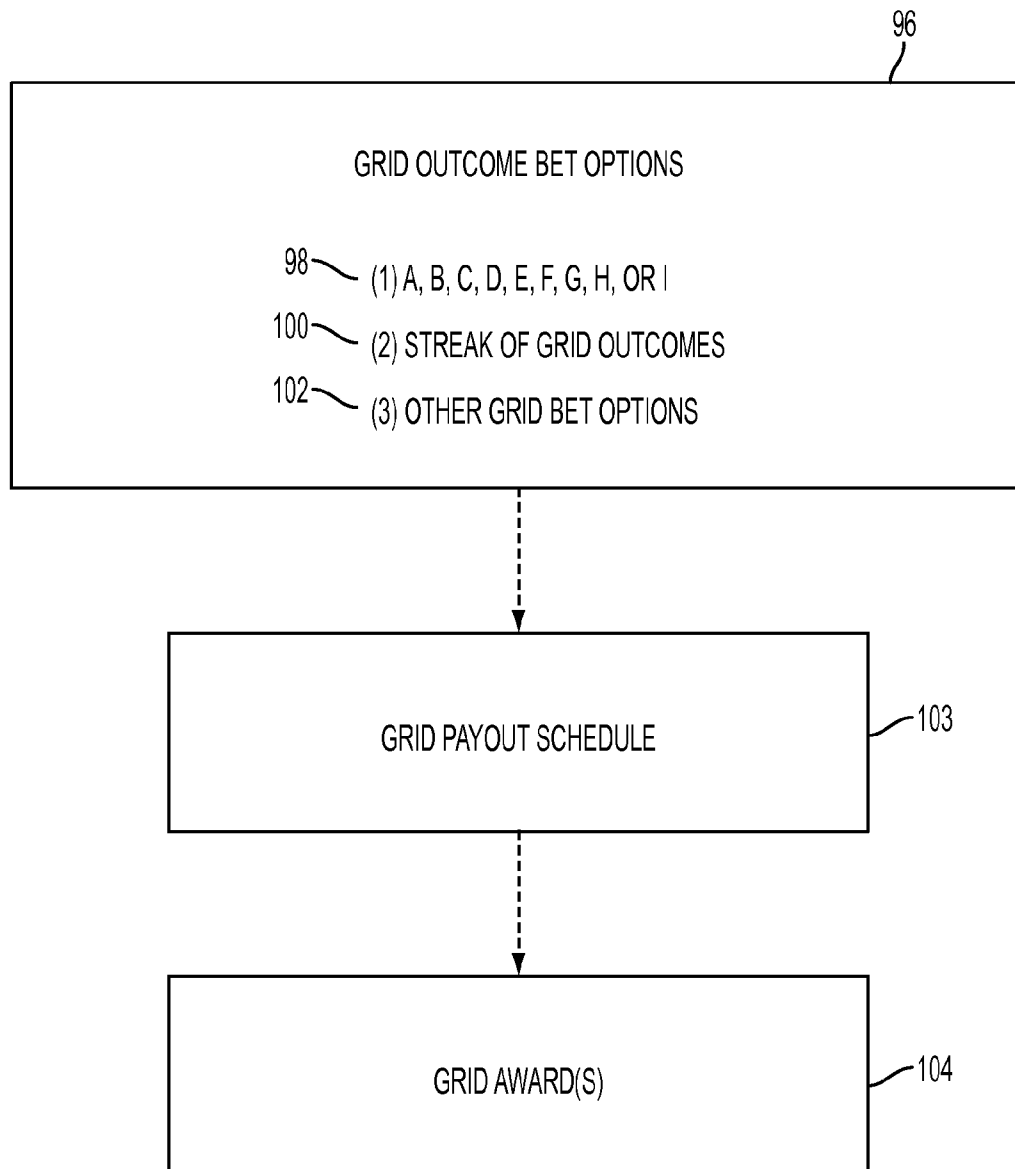 96
GRID OUTCOME BET OPTIONS
98 (1) A, B, C, D, E, F, G, H, OR I
100 (2) STREAK OF GRID OUTCOMES
102 (3) OTHER GRID BET OPTIONS
GRID PAYOUT SCHEDULE
103
GRID AWARD(S)
104